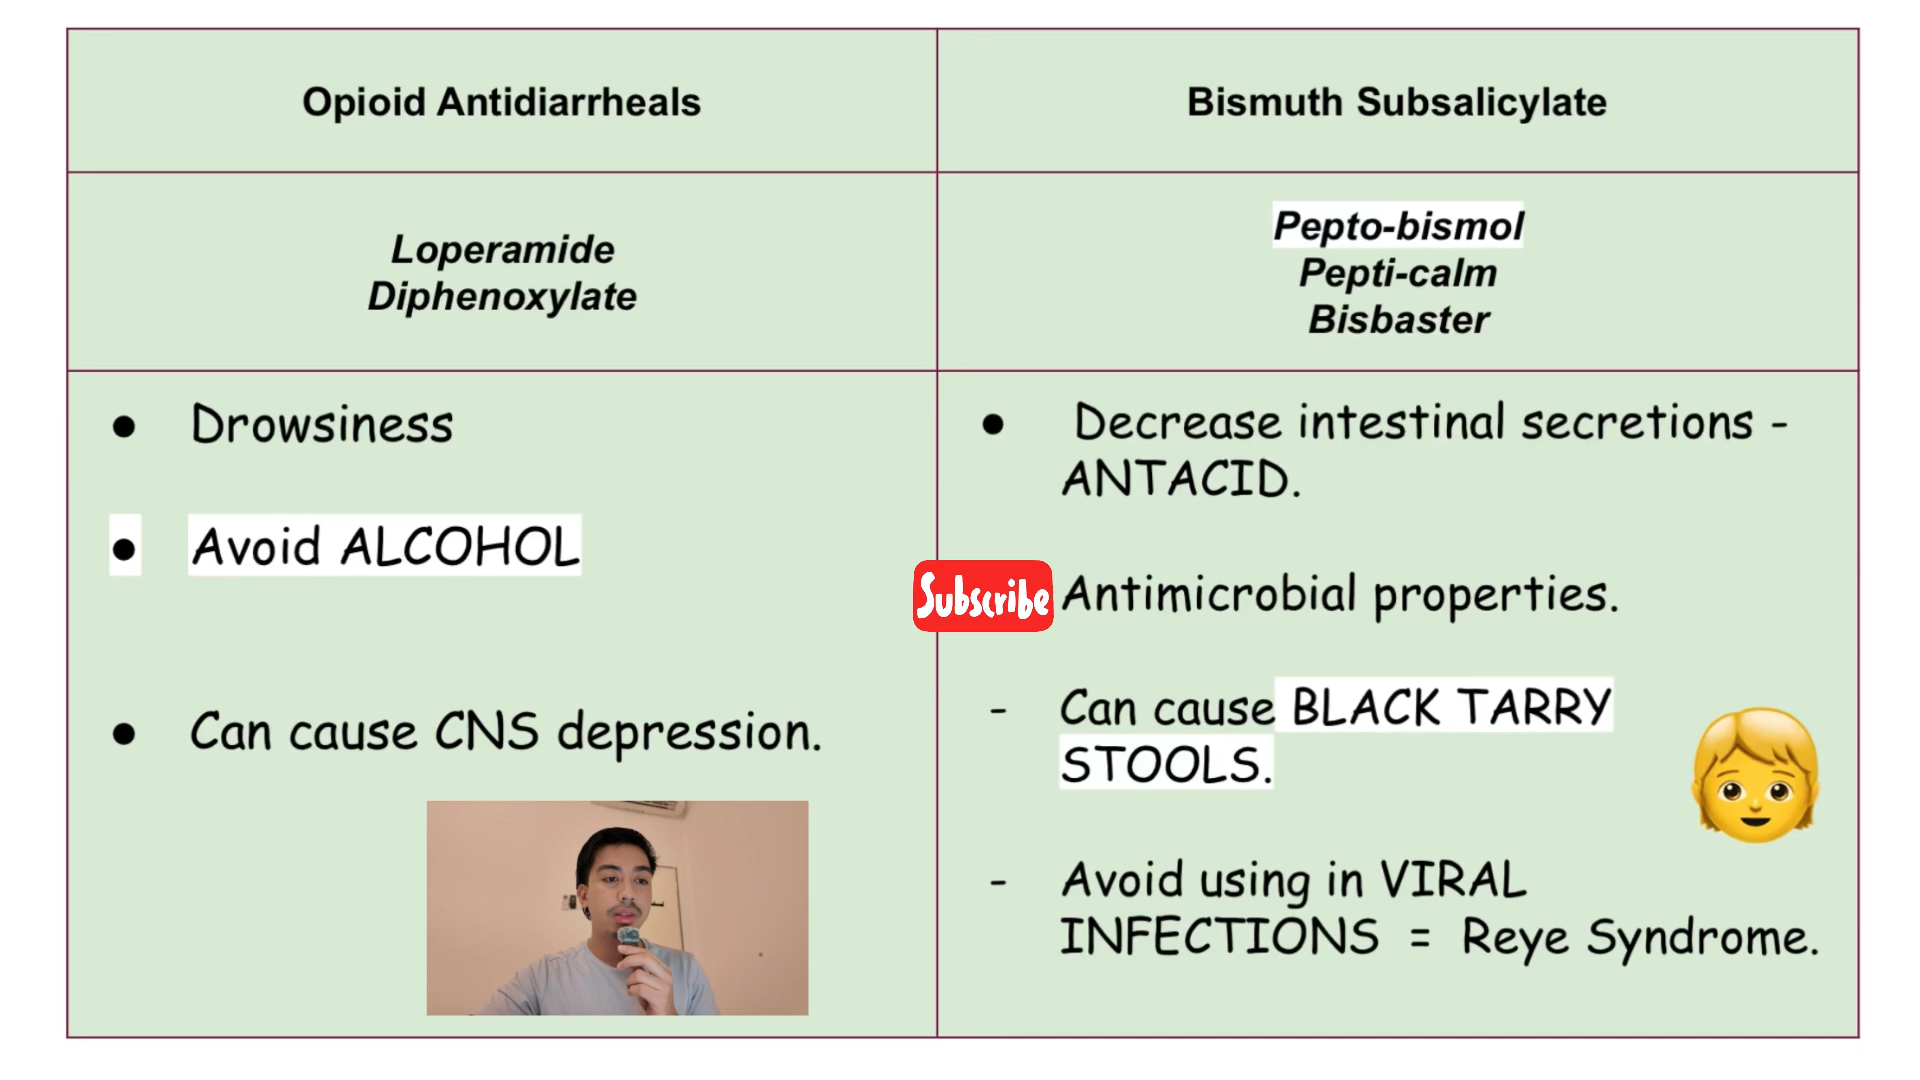 Opioid Antidiarrheals
Bismuth Subsalicylate
Loperamide
Diphenoxylate
Pepto-bismol
Pepti-calm
Bisbaster
● Drowsiness
● Avoid ALCOHOL
● Can cause CNS depression.
● Decrease intestinal secretions -
ANTACID.
Subscribe
Antimicrobial properties.
- Can cause BLACK TARRY
STOOLS.
- Avoid using in VIRAL
INFECTIONS = Reye Syndrome.